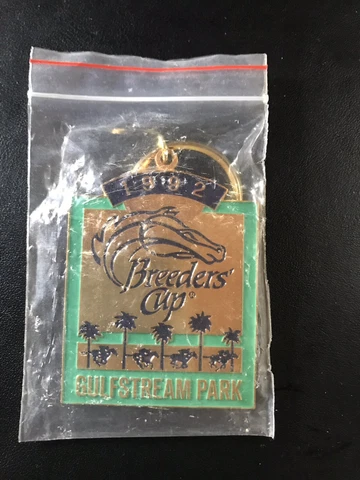 1992
Breeders'
Cup®
GULFSTREAM PARK